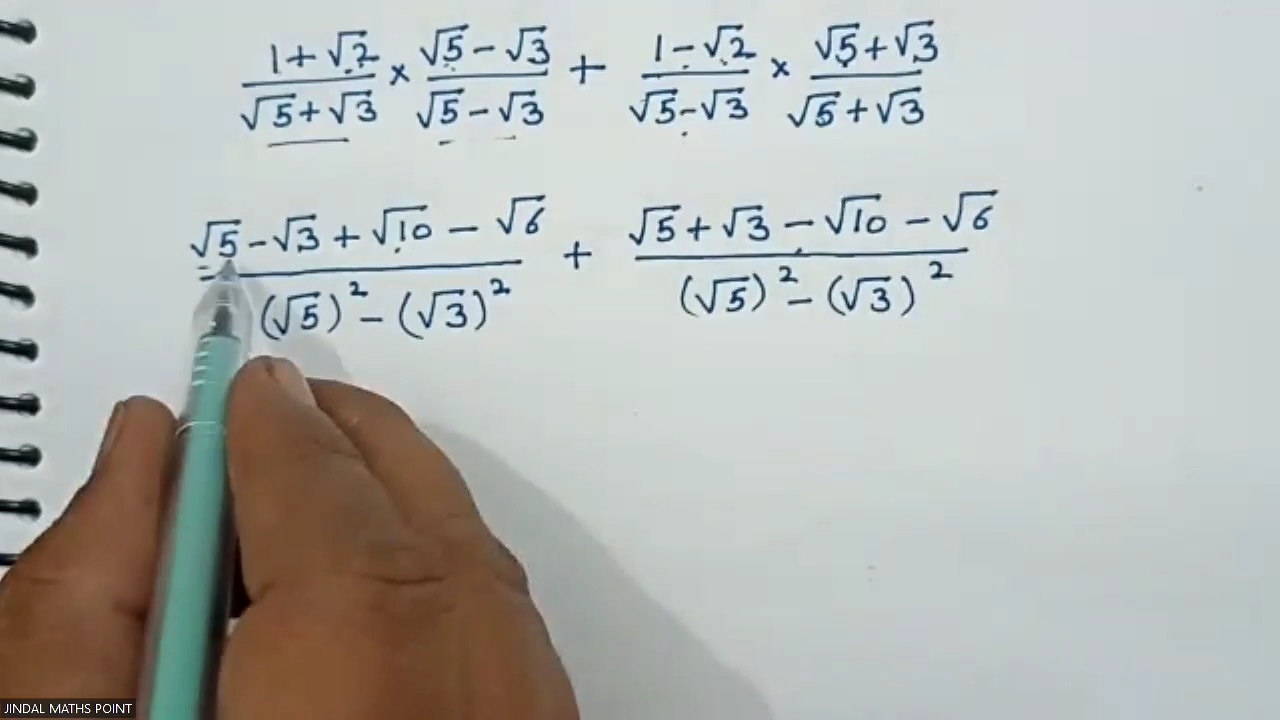 (1+√2)/(√5+√3) × (√5−√3)/(√5−√3) + (1−√2)/(√5−√3) × (√5+√3)/(√5+√3)
(√5−√3+√10−√6)/((√5)²−(√3)²) + (√5+√3−√10−√6)/((√5)²−(√3)²)
JINDAL MATHS POINT